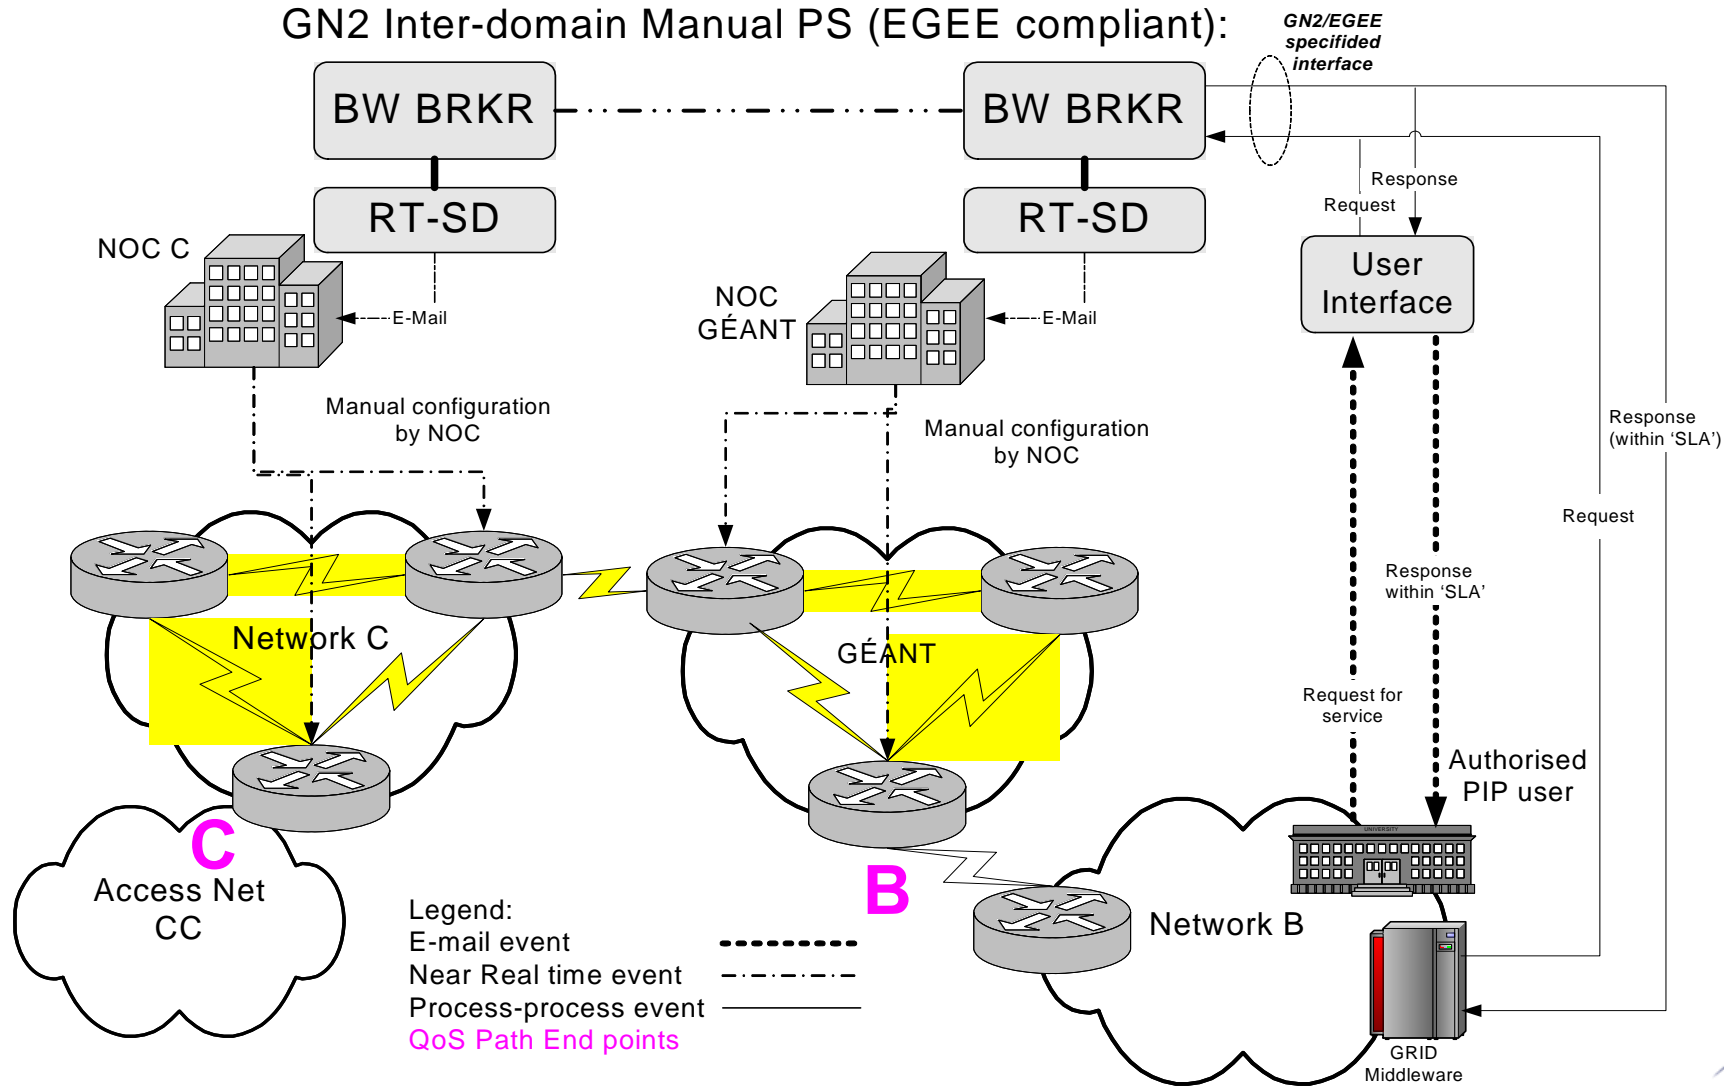 GN2 Inter-domain Manual PS (EGEE compliant):
GN2/EGEE
specifided
interface
BW BRKR
BW BRKR
RT-SD
RT-SD
Response
Request
NOC C
NOC
GÉANT
E-Mail
E-Mail
User
Interface
Manual configuration
by NOC
Manual configuration
by NOC
Response
(within ‘SLA’)
Request
Response
within ‘SLA’
Network C
GÉANT
Request for
service
Authorised
PIP user
UNIVERSITY
C
B
Access Net
CC
Network B
Legend:
E-mail event
Near Real time event
Process-process event
QoS Path End points
GRID
Middleware